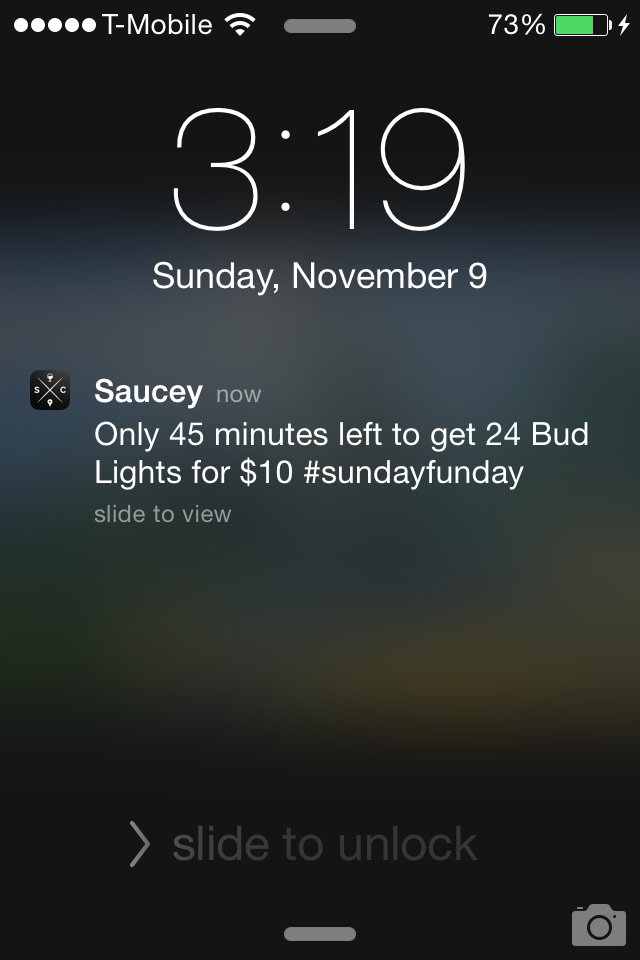 T-Mobile 73%
3:19
Sunday, November 9
S C
Saucey now
Only 45 minutes left to get 24 Bud
Lights for $10 #sundayfunday
slide to view
slide to unlock